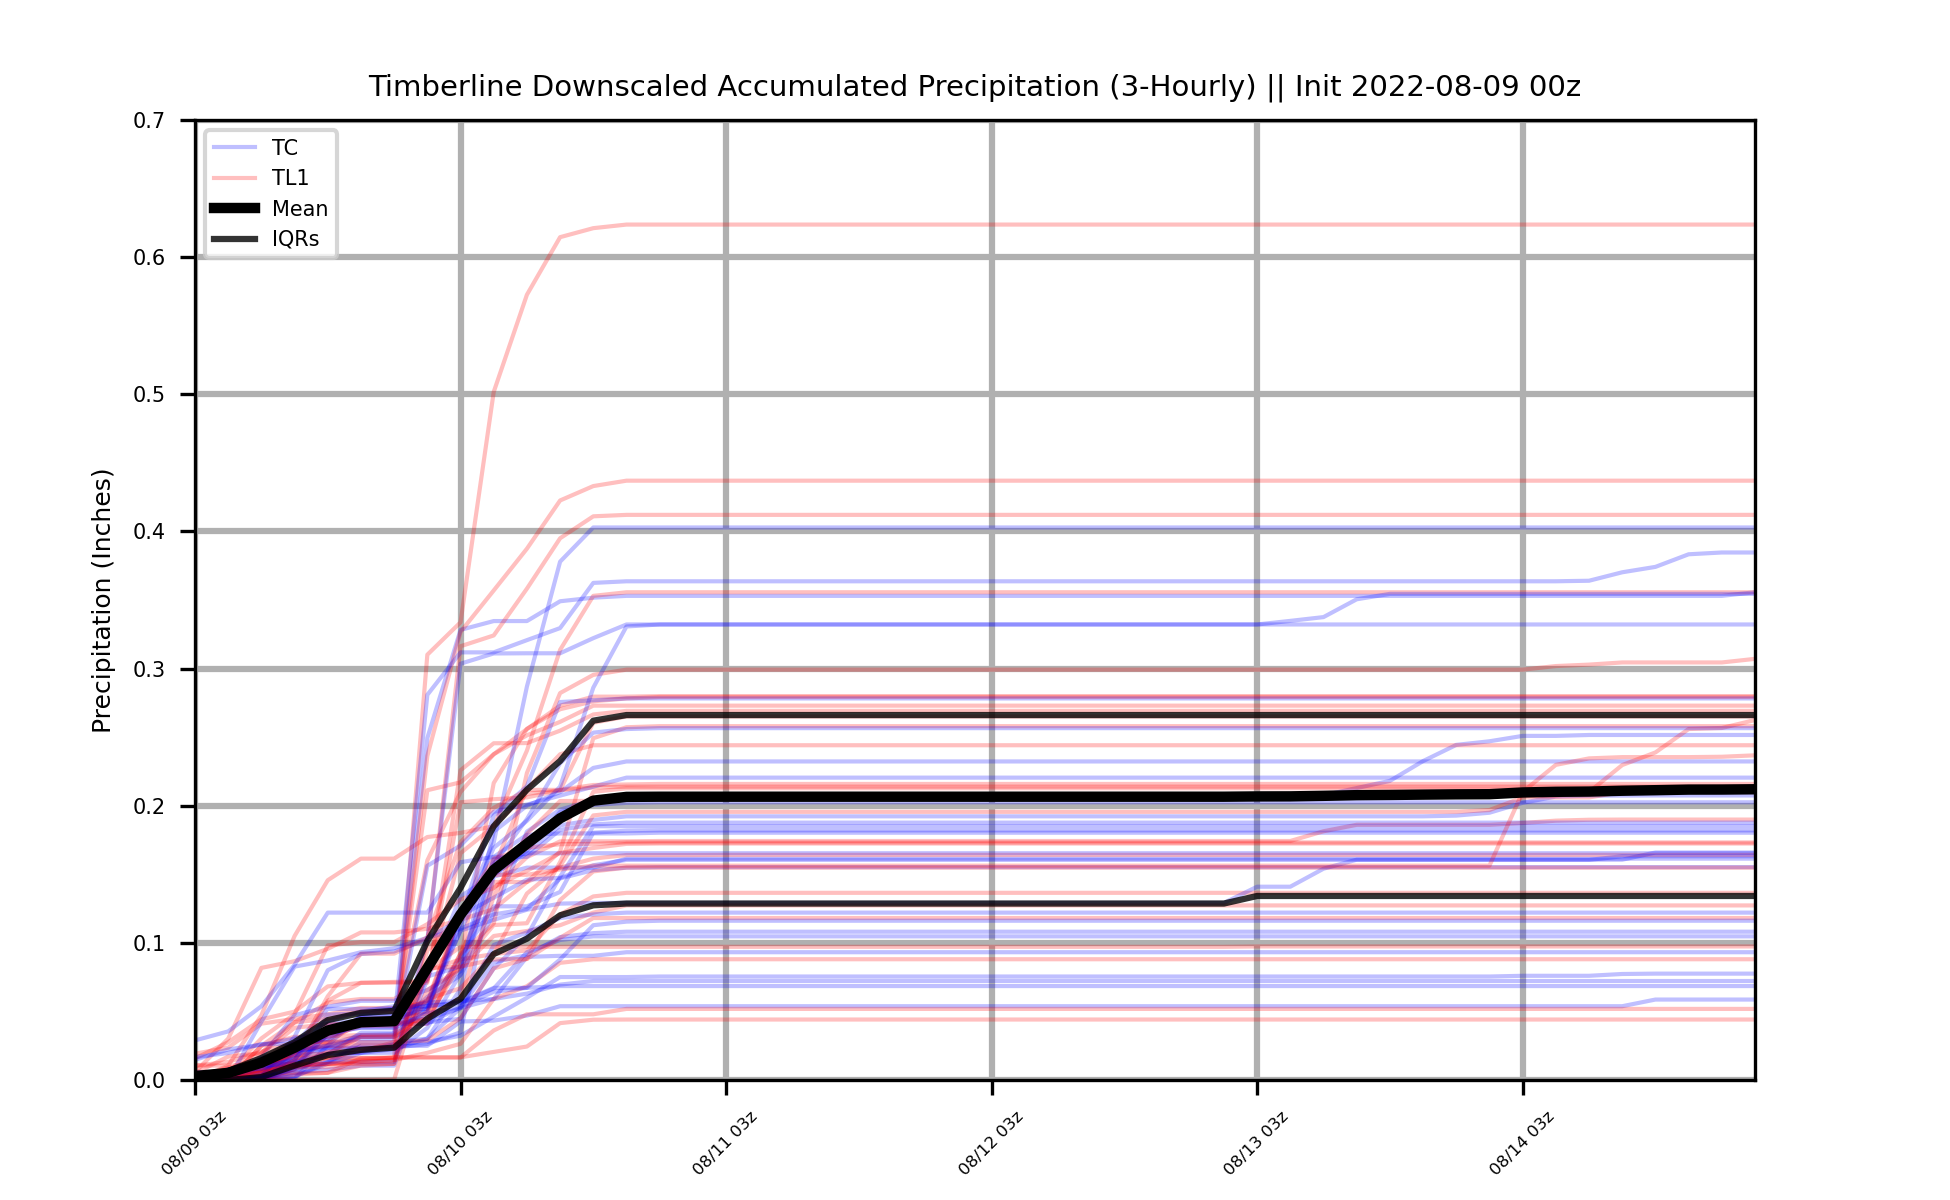 Timberline Downscaled Accumulated Precipitation (3-Hourly) || Init 2022-08-09 00z
TC
TL1
Mean
IQRs
Precipitation (Inches)
0.7
0.6
0.5
0.4
0.3
0.2
0.1
0.0
08/09 03z
08/10 03z
08/11 03z
08/12 03z
08/13 03z
08/14 03z